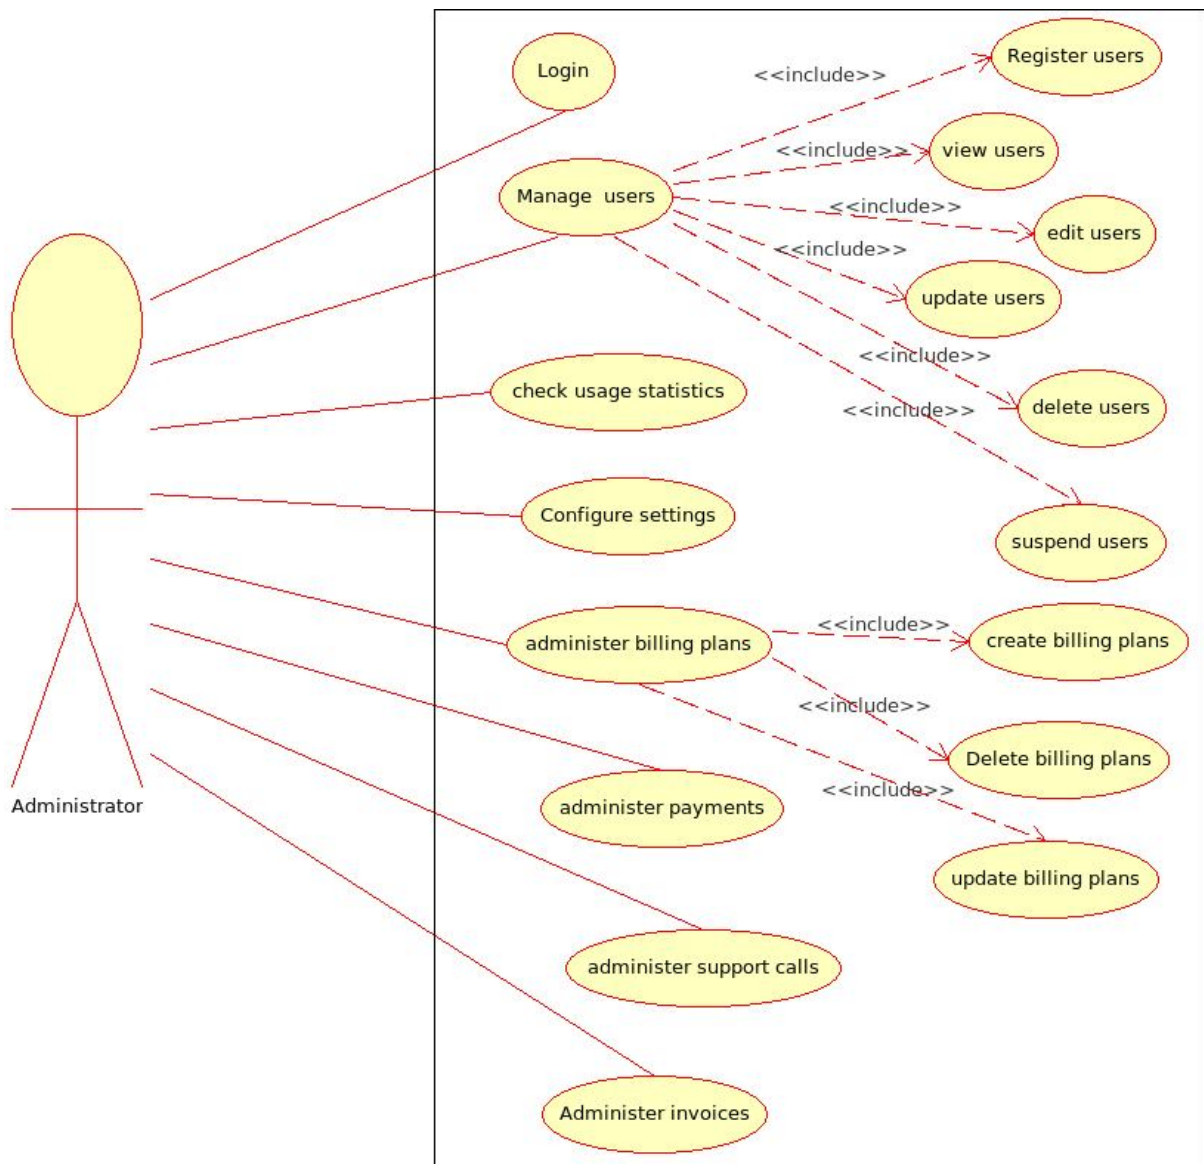 Login
Register users
<<include>>
view users
<<include>>
Manage  users
<<include>>
edit users
<<include>>
update users
<<include>>
check usage statistics
delete users
<<include>>
Configure settings
suspend users
<<include>>
administer billing plans
create billing plans
<<include>>
Delete billing plans
<<include>>
Administrator
administer payments
update billing plans
administer support calls
Administer invoices